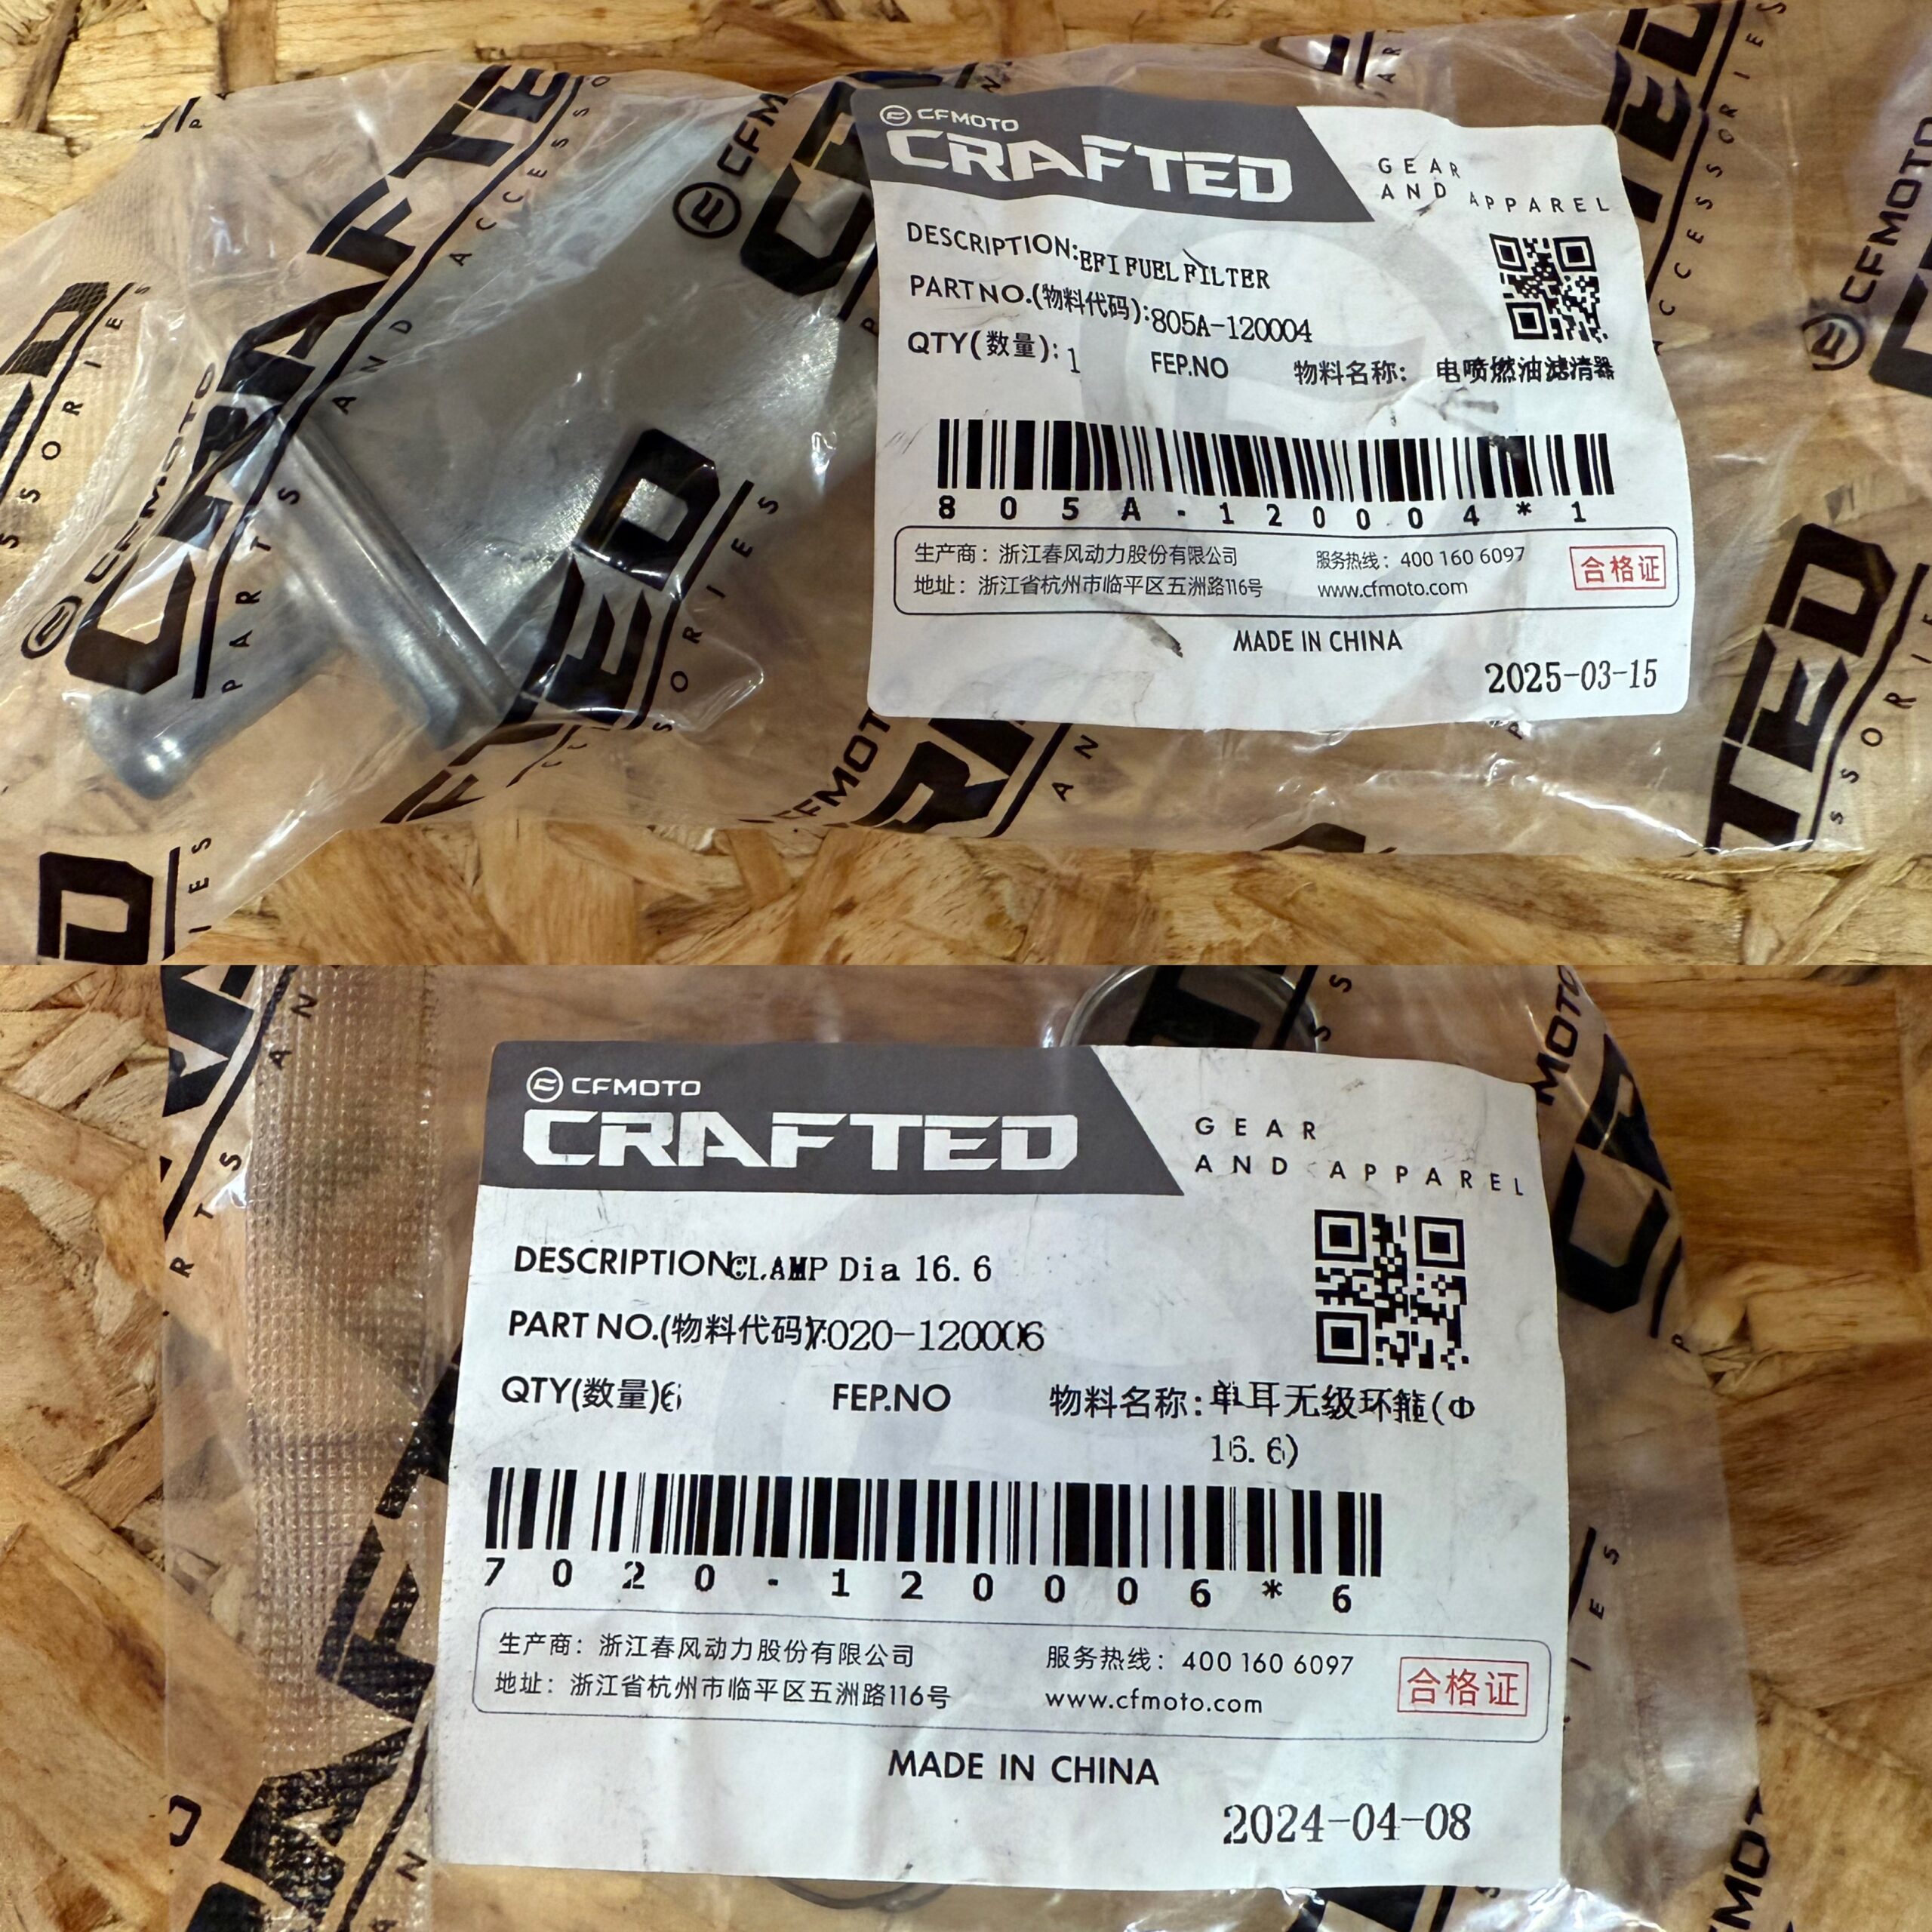 CFMOTO
CRAFTED
GEAR
AND APPAREL
DESCRIPTION:EFI FUEL FILTER
PART NO.(物料代码):805A-120004
QTY(数量):1 FEP.NO 物料名称: 电喷燃油滤清器
805A-120004*1
生产商：浙江春风动力股份有限公司 服务热线：400 160 6097
地址：浙江省杭州市临平区五洲路116号 www.cfmoto.com
合格证
MADE IN CHINA
2025-03-15
CFMOTO
CRAFTED
PARTS AND ACCESSORIES
CFMOTO
CRAFTED
GEAR
AND APPAREL
DESCRIPTION CLAMP Dia 16.6
PART NO.(物料代码):7020-120006
QTY(数量)6 FEP.NO 物料名称:单耳无级环箍(Φ
16.6)
7020-120006*6
生产商：浙江春风动力股份有限公司 服务热线：400 160 6097
地址：浙江省杭州市临平区五洲路116号 www.cfmoto.com
合格证
MADE IN CHINA
2024-04-08